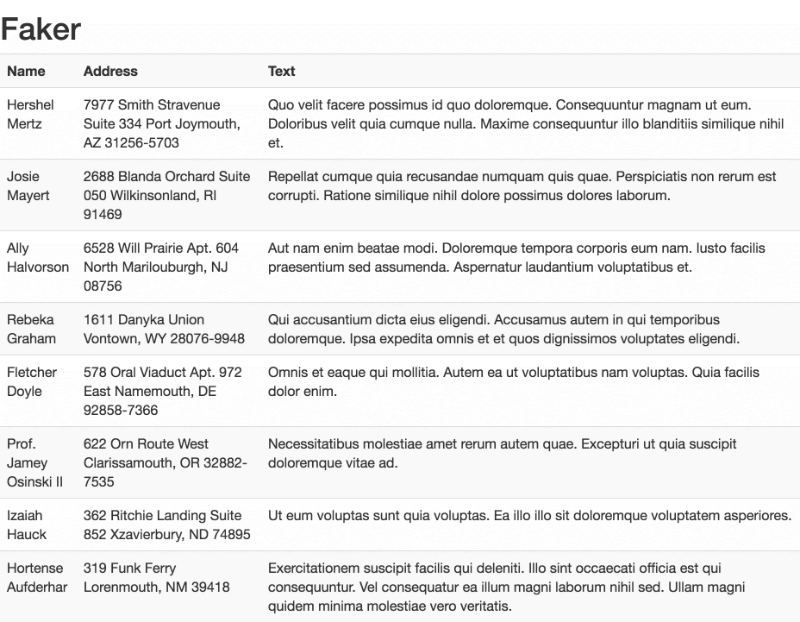 Faker
Name Address Text
Hershel Mertz 7977 Smith Stravenue Suite 334 Port Joymouth, AZ 31256-5703 Quo velit facere possimus id quo doloremque. Consequuntur magnam ut eum. Doloribus velit quia cumque nulla. Maxime consequuntur illo blanditiis similique nihil et.
Josie Mayert 2688 Blanda Orchard Suite 050 Wilkinsonland, RI 91469 Repellat cumque quia recusandae numquam quis quae. Perspiciatis non rerum est corrupti. Ratione similique nihil dolore possimus dolores laborum.
Ally Halvorson 6528 Will Prairie Apt. 604 North Marilouburgh, NJ 08756 Aut nam enim beatae modi. Doloremque tempora corporis eum nam. Iusto facilis praesentium sed assumenda. Aspernatur laudantium voluptatibus et.
Rebeka Graham 1611 Danyka Union Vontown, WY 28076-9948 Qui accusantium dicta eius eligendi. Accusamus autem in qui temporibus doloremque. Ipsa expedita omnis et et quos dignissimos voluptates eligendi.
Fletcher Doyle 578 Oral Viaduct Apt. 972 East Namemouth, DE 92858-7366 Omnis et eaque qui mollitia. Autem ea ut voluptatibus nam voluptas. Quia facilis dolor enim.
Prof. Jamey Osinski II 622 Orn Route West Clarissamouth, OR 32882-7535 Necessitatibus molestiae amet rerum autem quae. Excepturi ut quia suscipit doloremque vitae ad.
Izaiah Hauck 362 Ritchie Landing Suite 852 Xzavierbury, ND 74895 Ut eum voluptas sunt quia voluptas. Ea illo illo sit doloremque voluptatem asperiores.
Hortense Aufderhar 319 Funk Ferry Lorenmouth, NM 39418 Exercitationem suscipit facilis qui deleniti. Illo sint occaecati officia est qui consequuntur. Vel consequatur ea illum magni laborum nihil sed. Ullam magni quidem minima molestiae vero veritatis.